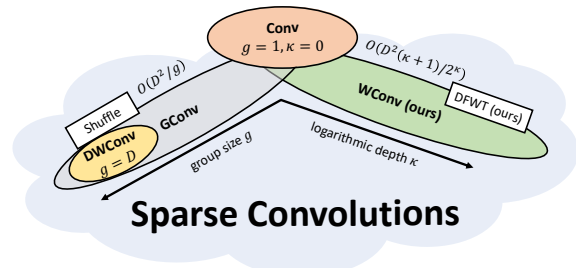 Conv
g = 1, κ = 0
O(D²/g)
O(D²(κ + 1)/2^κ)
Shuffle
GConv
DWConv
g = D
WConv (ours)
DFWT (ours)
group size g
logarithmic depth κ
Sparse Convolutions